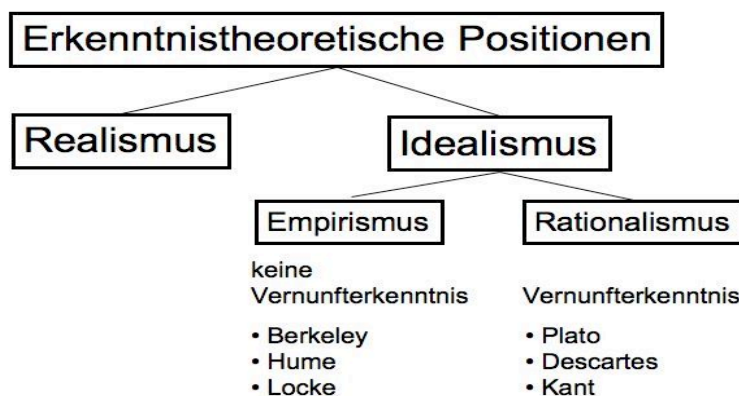 Erkenntnistheoretische Positionen
Realismus
Idealismus
Empirismus
Rationalismus
keine
Vernunfterkenntnis
• Berkeley
• Hume
• Locke
Vernunfterkenntnis
• Plato
• Descartes
• Kant